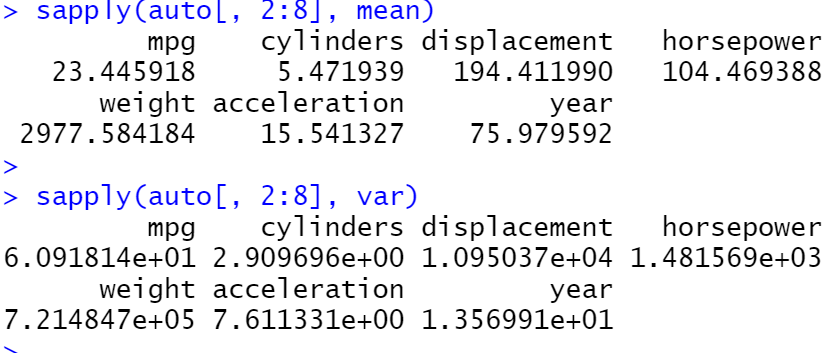 > sapply(auto[, 2:8], mean)
         mpg    cylinders displacement   horsepower
   23.445918     5.471939   194.411990   104.469388
      weight acceleration         year
 2977.584184    15.541327    75.979592
>
> sapply(auto[, 2:8], var)
         mpg    cylinders displacement   horsepower
6.091814e+01 2.909696e+00 1.095037e+04 1.481569e+03
      weight acceleration         year
7.214847e+05 7.611331e+00 1.356991e+01
>